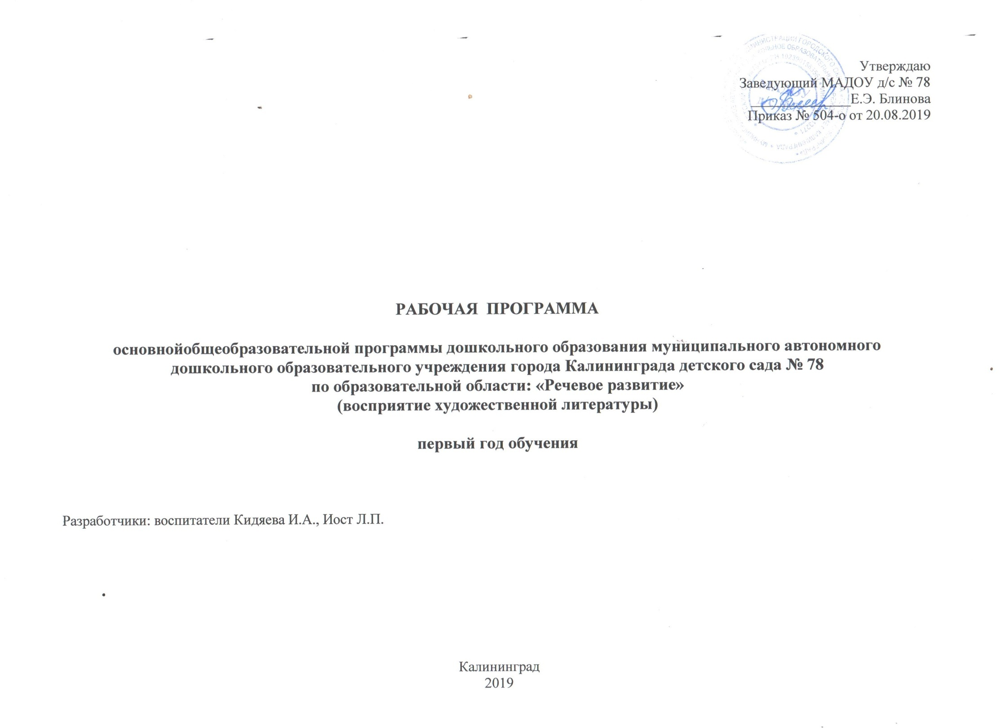 Утверждаю
Заведующий МАДОУ д/с № 78
Е.Э. Блинова
Приказ № 504-о от 20.08.2019
РАБОЧАЯ ПРОГРАММА
основнойобщеобразовательной программы дошкольного образования муниципального автономного
дошкольного образовательного учреждения города Калининграда детского сада № 78
по образовательной области: «Речевое развитие»
(восприятие художественной литературы)
первый год обучения
Разработчики: воспитатели Кидяева И.А., Иост Л.П.
Калининград
2019